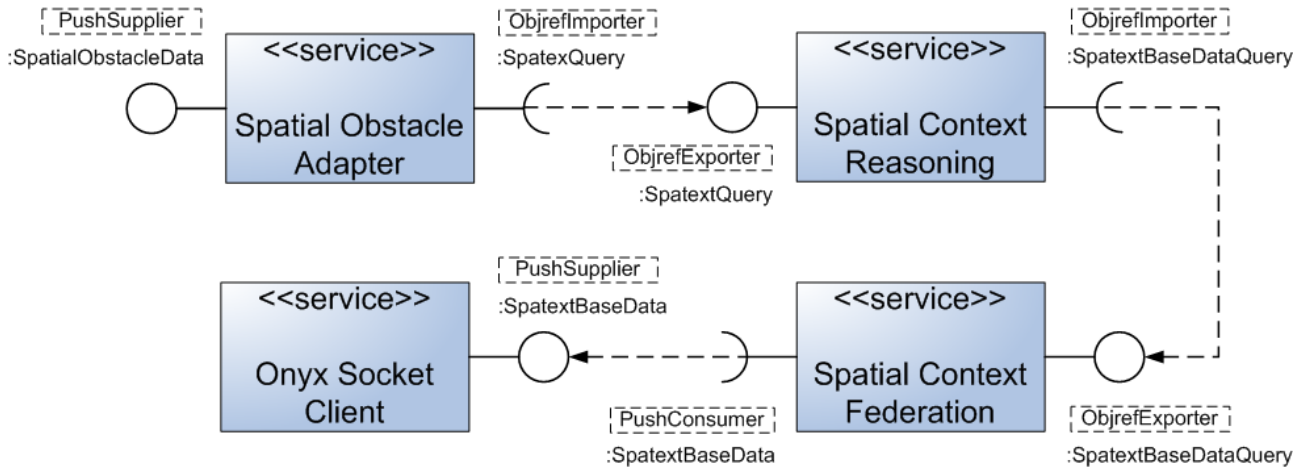 PushSupplier
:SpatialObstacleData
<<service>>
Spatial Obstacle
Adapter
ObjrefImporter
:SpatexQuery
ObjrefExporter
:SpatextQuery
<<service>>
Spatial Context
Reasoning
ObjrefImporter
:SpatextBaseDataQuery
<<service>>
Onyx Socket
Client
PushSupplier
:SpatextBaseData
PushConsumer
:SpatextBaseData
<<service>>
Spatial Context
Federation
ObjrefExporter
:SpatextBaseDataQuery